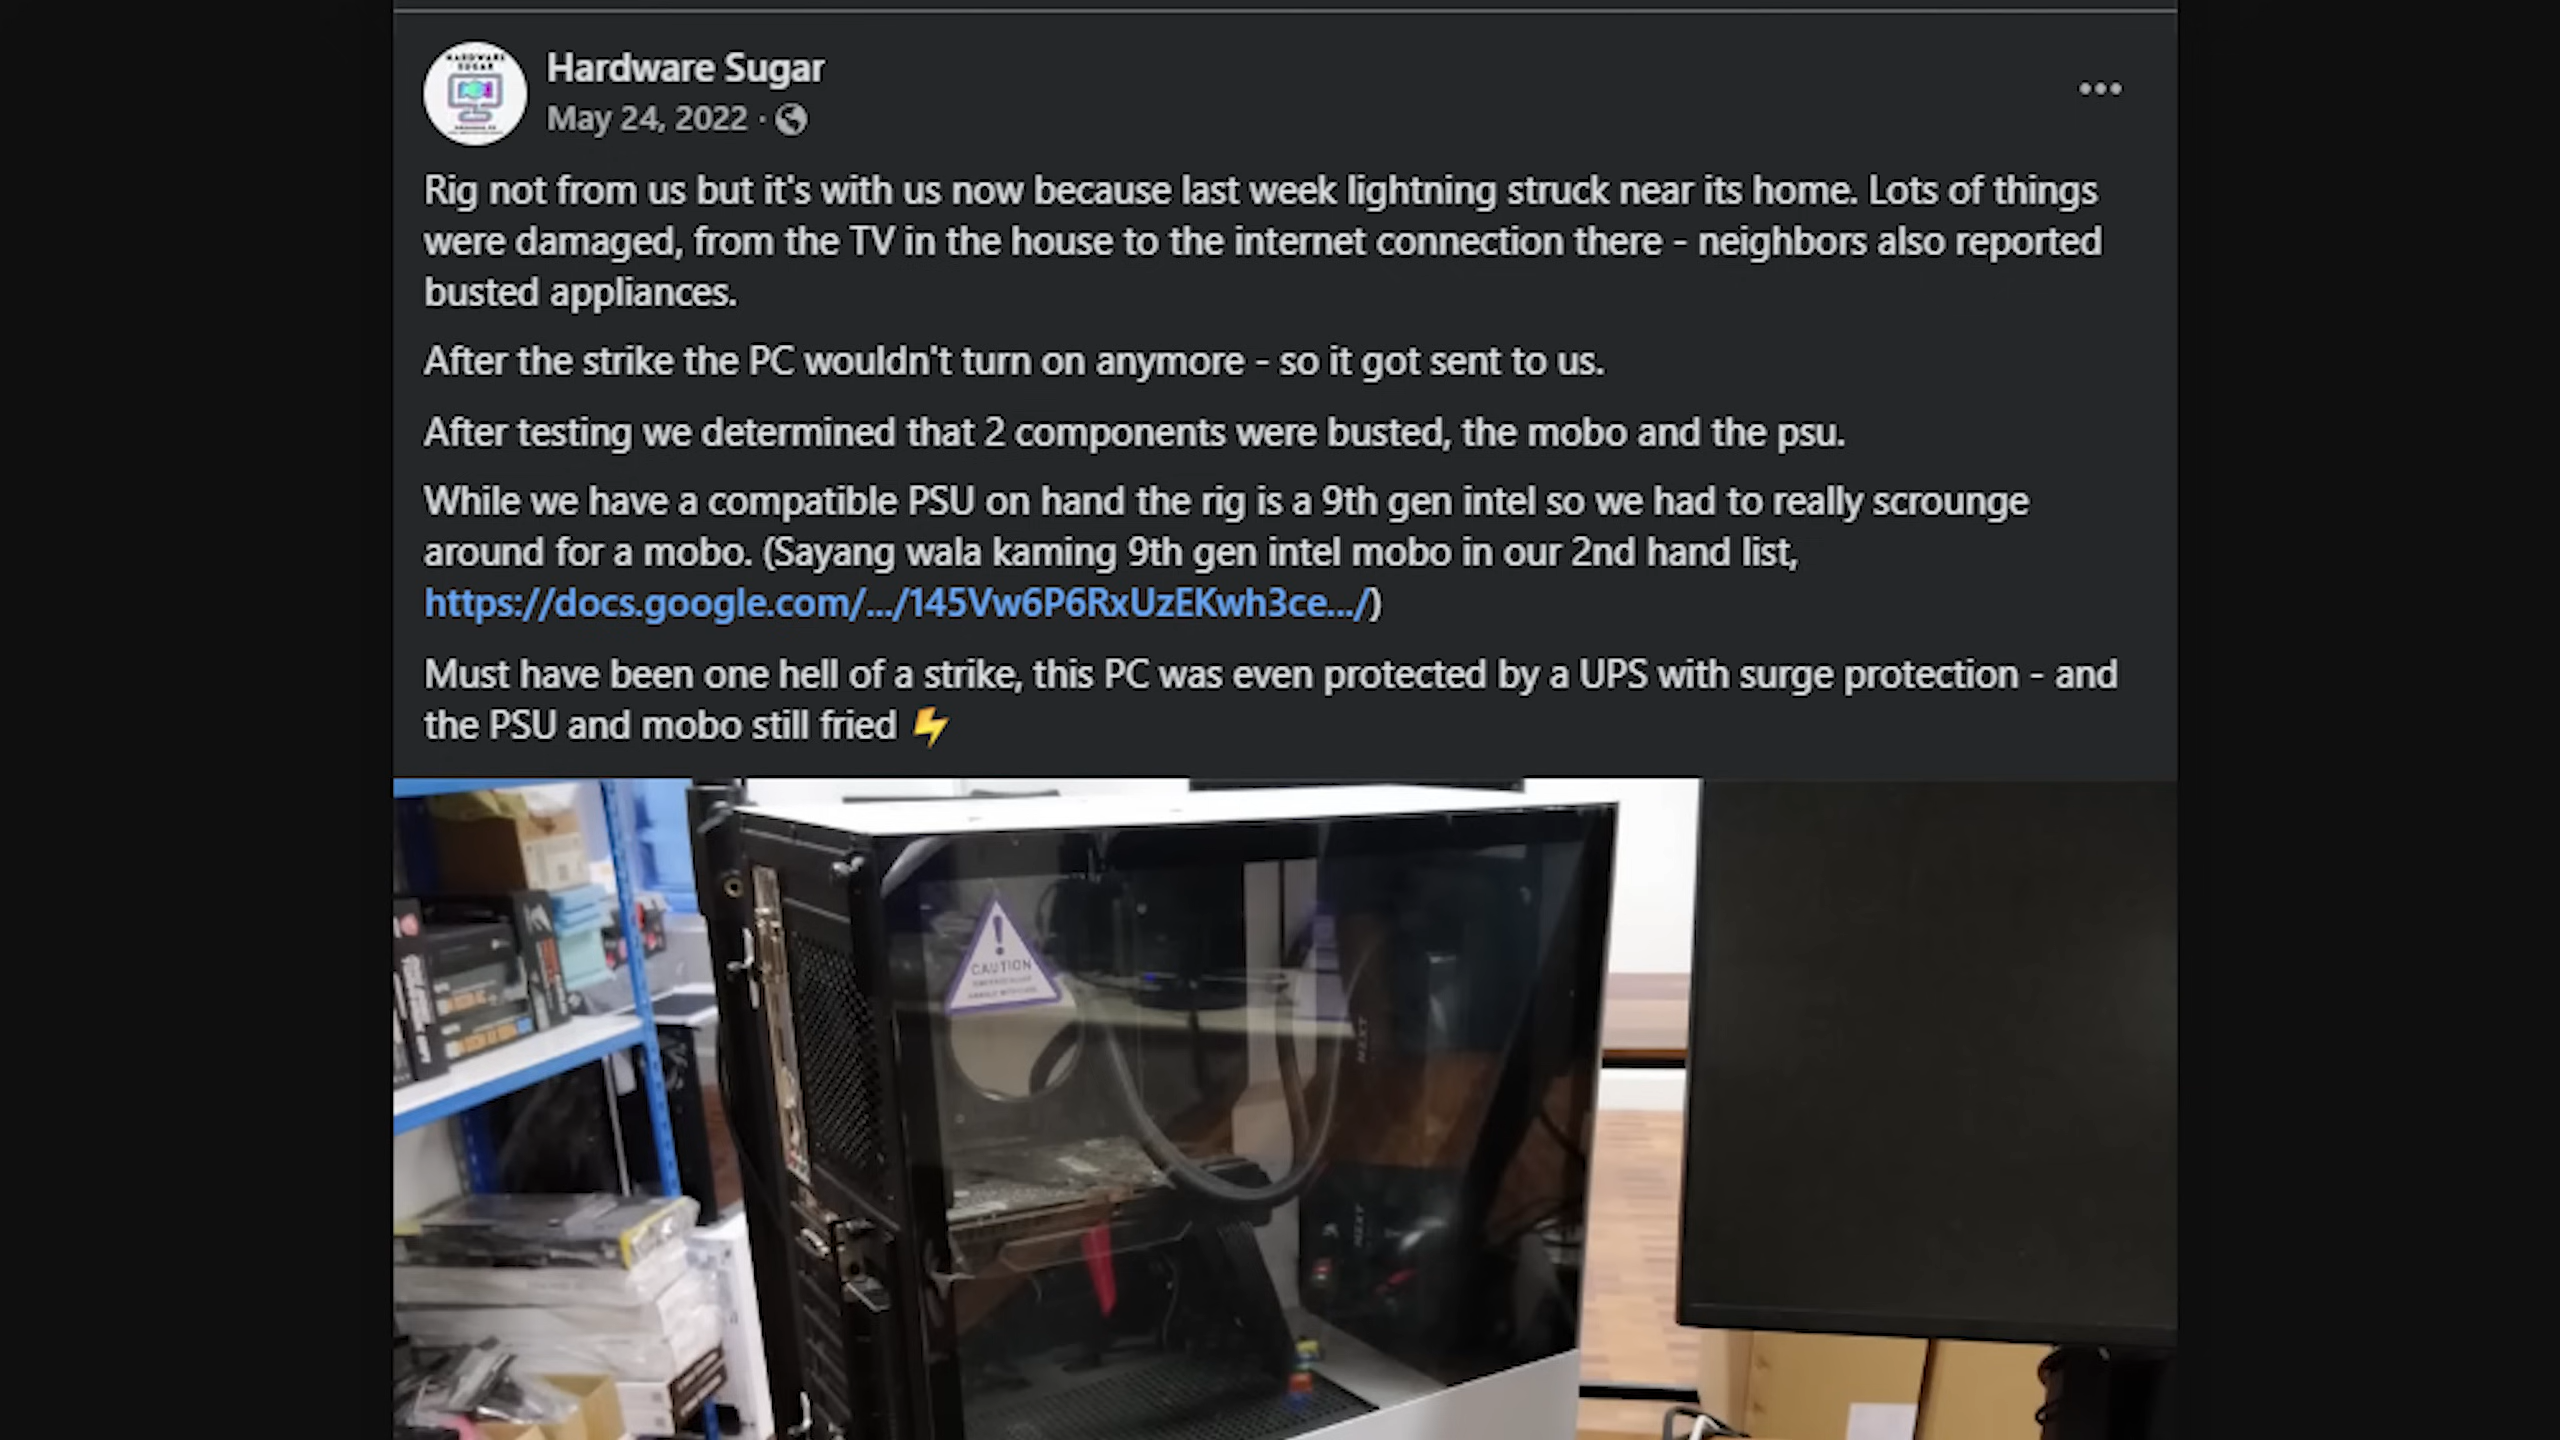 HARDWARE
SUGAR
Hardware Sugar
May 24, 2022 ·
Rig not from us but it's with us now because last week lightning struck near its home. Lots of things
were damaged, from the TV in the house to the internet connection there - neighbors also reported
busted appliances.
After the strike the PC wouldn't turn on anymore - so it got sent to us.
After testing we determined that 2 components were busted, the mobo and the psu.
While we have a compatible PSU on hand the rig is a 9th gen intel so we had to really scrounge
around for a mobo. (Sayang wala kaming 9th gen intel mobo in our 2nd hand list,
https://docs.google.com/.../145Vw6P6RxUzEKwh3ce.../)
Must have been one hell of a strike, this PC was even protected by a UPS with surge protection - and
the PSU and mobo still fried ⚡
CAUTION
NZXT
NZXT